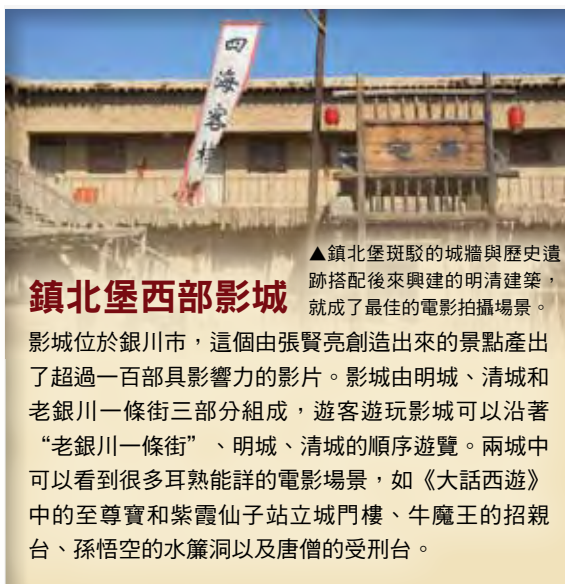 四海客棧
▲鎮北堡斑駁的城牆與歷史遺
跡搭配後來興建的明清建築，
就成了最佳的電影拍攝場景。
鎮北堡西部影城
影城位於銀川市，這個由張賢亮創造出來的景點產出
了超過一百部具影響力的影片。影城由明城、清城和
老銀川一條街三部分組成，遊客遊玩影城可以沿著
“老銀川一條街”、明城、清城的順序遊覽。兩城中
可以看到很多耳熟能詳的電影場景，如《大話西遊》
中的至尊寶和紫霞仙子站立城門樓、牛魔王的招親
台、孫悟空的水簾洞以及唐僧的受刑台。